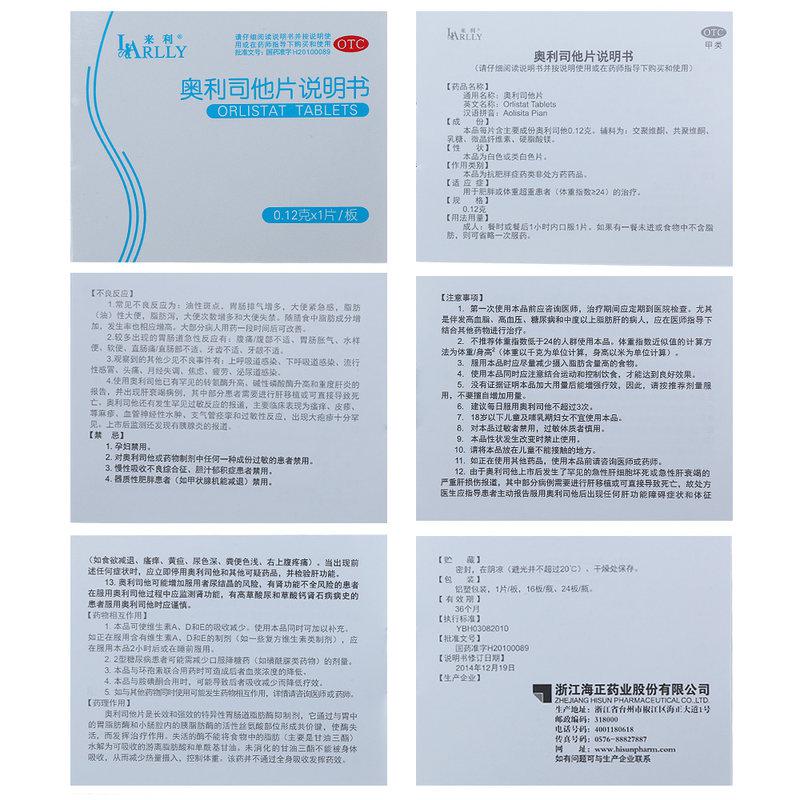 来利®
LARLLY
请仔细阅读说明书并按说明使
用或在药师指导下购买和使用
批准文号：国药准字H20100089
OTC
奥利司他片说明书
ORLISTAT TABLETS
0.12克x1片/板
来利®
LARLLY
OTC
甲类
奥利司他片说明书
（请仔细阅读说明书并按说明使用或在药师指导下购买和使用）
【药品名称】
通用名称：奥利司他片
英文名称：Orlistat Tablets
汉语拼音：Aolisita Pian
【成 份】
本品每片含主要成份奥利司他0.12克。辅料为：交聚维酮、共聚维酮、
乳糖、微晶纤维素、硬脂酸镁。
【性 状】
本品为白色或类白色片。
【作用类别】
本品为抗肥胖症药类非处方药药品。
【适 应 症】
用于肥胖或体重超重患者（体重指数≥24）的治疗。
【规 格】
0.12克
【用法用量】
成人：餐时或餐后1小时内口服1片。如果有一餐未进或食物中不含脂
肪，则可省略一次服药。
【不良反应】
1.常见不良反应为：油性斑点，胃肠排气增多，大便紧急感，脂肪
（油）性大便，脂肪泻，大便次数增多和大便失禁。随膳食中脂肪成分增
加，发生率也相应增高。大部分病人用药一段时间后可改善。
2.较多出现的胃肠道急性反应有：腹痛/腹部不适、胃肠胀气、水样
便、软便、直肠痛/直肠部不适、牙齿不适、牙龈不适。
3.观察到的其他少见不良事件有：上呼吸道感染、下呼吸道感染、流行
性感冒、头痛、月经失调、焦虑、疲劳、泌尿道感染。
4.使用奥利司他已有罕见的转氨酶升高、碱性磷酸酶升高和重度肝炎的
报告，并出现肝衰竭病例，其中部分患者需要进行肝移植或可直接导致死
亡。奥利司他还有发生罕见过敏反应的报道，主要临床表现为瘙痒、皮疹、
荨麻疹、血管神经性水肿、支气管痉挛和过敏性反应，出现大疱疹十分罕
见。上市后监测还发现有胰腺炎的报道。
【禁 忌】
1. 孕妇禁用。
2. 对奥利司他或药物制剂中任何一种成份过敏的患者禁用。
3. 慢性吸收不良综合征、胆汁郁积症患者禁用。
4. 器质性肥胖患者（如甲状腺机能减退）禁用。
【注意事项】
1. 第一次使用本品前应咨询医师，治疗期间应定期到医院检查。尤其
是伴发高血脂、高血压、糖尿病和中度以上脂肪肝的病人，应在医师指导下
结合其他药物进行治疗。
2. 不推荐体重指数低于24的人群使用本品。体重指数近似值的计算方
法为体重/身高²（体重以千克为单位计算，身高以米为单位计算）。
3. 服用本品时应尽量减少摄入脂肪含量高的食物。
4. 使用本品同时应注意结合运动和控制饮食，才能达到良好效果。
5. 没有证据证明本品加大用量后能增强疗效，因此，请按推荐剂量服
用，不要擅自增加用量。
6. 建议每日服用奥利司他不超过3次。
7. 18岁以下儿童及哺乳期妇女不宜使用本品。
8. 对本品过敏者禁用，过敏体质者慎用。
9. 本品性状发生改变时禁止使用。
10. 请将本品放在儿童不能接触的地方。
11. 如正在使用其他药品，使用本品前请咨询医师或药师。
12. 由于奥利司他上市后发生了罕见的急性肝细胞坏死或急性肝衰竭的
严重肝损伤报道，其中部分病例需要进行肝移植或可直接导致死亡，故处方
医生应指导患者主动报告服用奥利司他后出现任何肝功能障碍症状和体征
（如食欲减退、瘙痒、黄疸、尿色深、粪便色浅、右上腹疼痛）。当出现前
述任何症状时，应立即停用奥利司他和其他可疑药品，并检验肝功能。
13. 奥利司他可能增加服用者尿结晶的风险，有肾功能不全风险的患者
在服用奥利司他过程中应监测肾功能，有高草酸尿和草酸钙肾石病病史的
患者服用奥利司他时应谨慎。
【药物相互作用】
1. 本品可使维生素A、D和E的吸收减少。使用本品同时可加以补充。
如正在服用含有维生素A、D和E的制剂（如一些复方维生素类制剂），应
在服用本品2小时后或在睡前服用。
2. 2型糖尿病患者可能需减少口服降糖药（如磺酰脲类药物）的剂量。
3. 本品与环孢素联合用药时可造成后者血浆浓度的降低。
4. 本品与胺碘酮合用时，可能导致后者吸收减少而降低疗效。
5. 如与其他药物同时使用可能发生药物相互作用，详情请咨询医师或药师。
【药理作用】
奥利司他片是长效和强效的特异性胃肠道脂肪酶抑制剂，它通过与胃中
的胃脂肪酶和小肠腔内的胰脂肪酶的活性丝氨酸部位形成共价键，使酶失
活，而发挥治疗作用。失活的酶不能将食物中的脂肪（主要是甘油三酯）
水解为可吸收的游离脂肪酸和单酰基甘油。未消化的甘油三酯不能被身体
吸收，从而减少热量摄入，控制体重。该药并不通过全身吸收发挥药效。
【贮 藏】
密封，在阴凉（避光并不超过20℃）、干燥处保存。
【包 装】
铝塑包装，1片/板，16板/瓶，24板/瓶。
【有 效 期】
36个月
【执行标准】
YBH03082010
【批准文号】
国药准字H20100089
【说明书修订日期】
2014年12月19日
【生产企业】
浙江海正药业股份有限公司
ZHEJIANG HISUN PHARMACEUTICAL CO.,LTD.
生产地址：浙江省台州市椒江区海正大道1号
邮政编码：318000
电话号码：4001180618
传真号码：0576-88827887
网 址：www.hisunpharm.com
如有问题可与生产企业联系